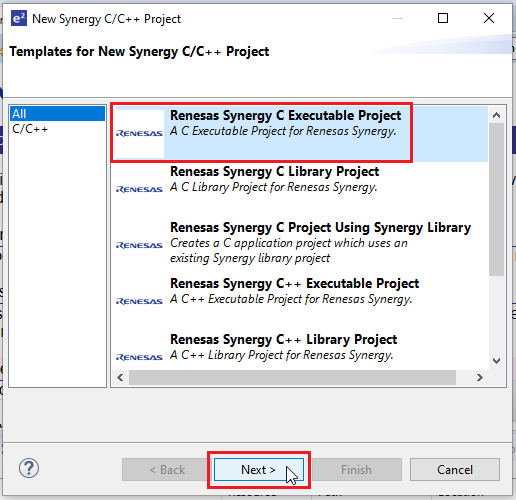 New Synergy C/C++ Project
Templates for New Synergy C/C++ Project
All
C/C++
RENESAS
Renesas Synergy C Executable Project
A C Executable Project for Renesas Synergy.
RENESAS
Renesas Synergy C Library Project
A C Library Project for Renesas Synergy.
RENESAS
Renesas Synergy C Project Using Synergy Library
Creates a C application project which uses an
existing Synergy library project
RENESAS
Renesas Synergy C++ Executable Project
A C++ Executable Project for Renesas Synergy.
RENESAS
Renesas Synergy C++ Library Project
A C++ Library Project for Renesas Synergy.
?
< Back
Next >
Finish
Cancel